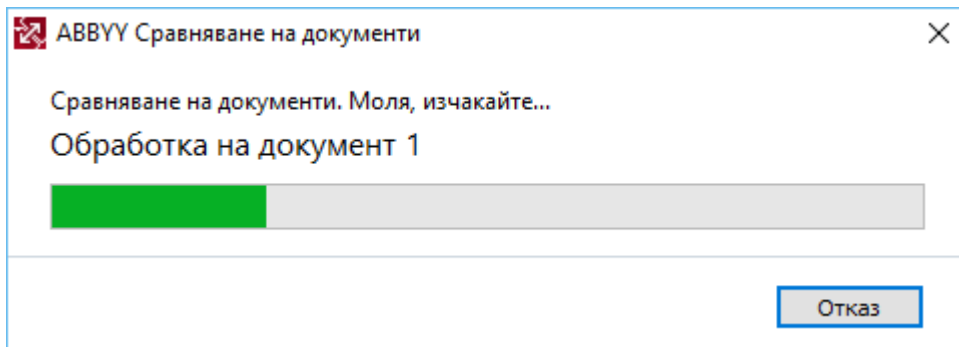 ABBYY Сравняване на документи
Сравняване на документи. Моля, изчакайте...
Обработка на документ 1
Отказ